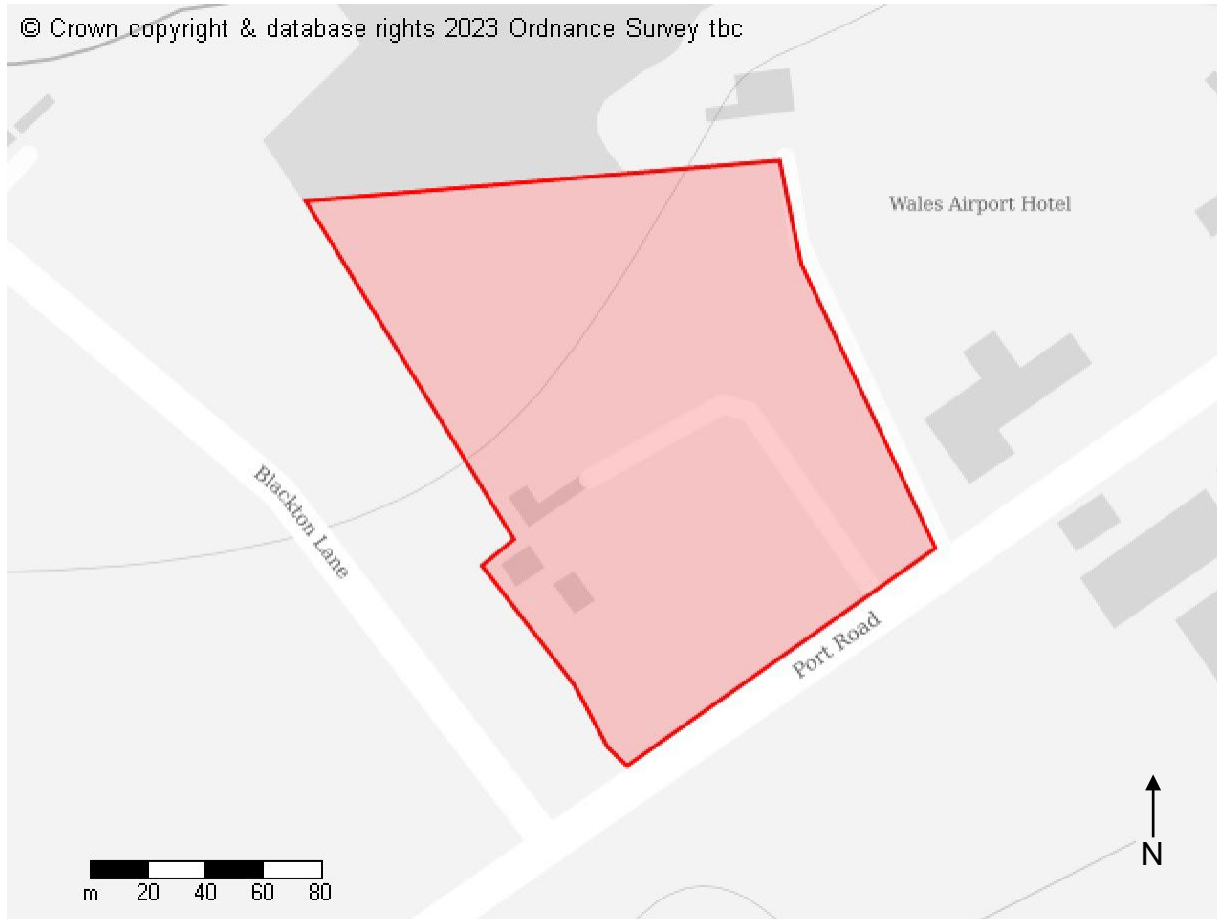 © Crown copyright & database rights 2023 Ordnance Survey tbc
Wales Airport Hotel
Blackton Lane
Port Road
m 20 40 60 80
N